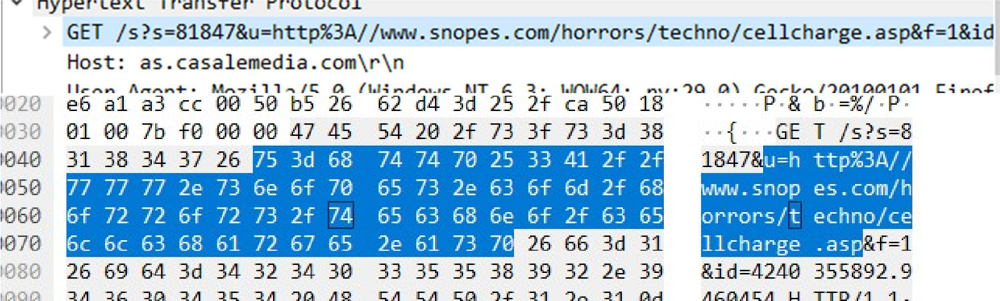 Hypertext Transfer Protocol
GET /s?s=81847&u=http%3A//www.snopes.com/horrors/techno/cellcharge.asp&f=1&id
Host: as.casalemedia.com\r\n
User-Agent: Mozilla/5.0 (Windows NT 6.3; WOW64; rv:29.0) Gecko/20100101 Firef
0020 e6 a1 a3 cc 00 50 b5 26 62 d4 3d 25 2f ca 50 18 ·····P·& b·=%/·P·
0030 01 00 7b f0 00 00 47 45 54 20 2f 73 3f 73 3d 38 ··{···GE T /s?s=8
0040 31 38 34 37 26 75 3d 68 74 74 70 25 33 41 2f 2f 1847&u=h ttp%3A//
0050 77 77 77 2e 73 6e 6f 70 65 73 2e 63 6f 6d 2f 68 www.snop es.com/h
0060 6f 72 72 6f 72 73 2f 74 65 63 68 6e 6f 2f 63 65 orrors/t echno/ce
0070 6c 6c 63 68 61 72 67 65 2e 61 73 70 26 66 3d 31 llcharge .asp&f=1
0080 26 69 64 3d 34 32 34 30 33 35 35 38 39 32 2e 39 &id=4240 355892.9
0090 34 36 30 34 35 34 20 48 54 54 50 2f 31 2e 31 0d 460454 H TTP/1.1·